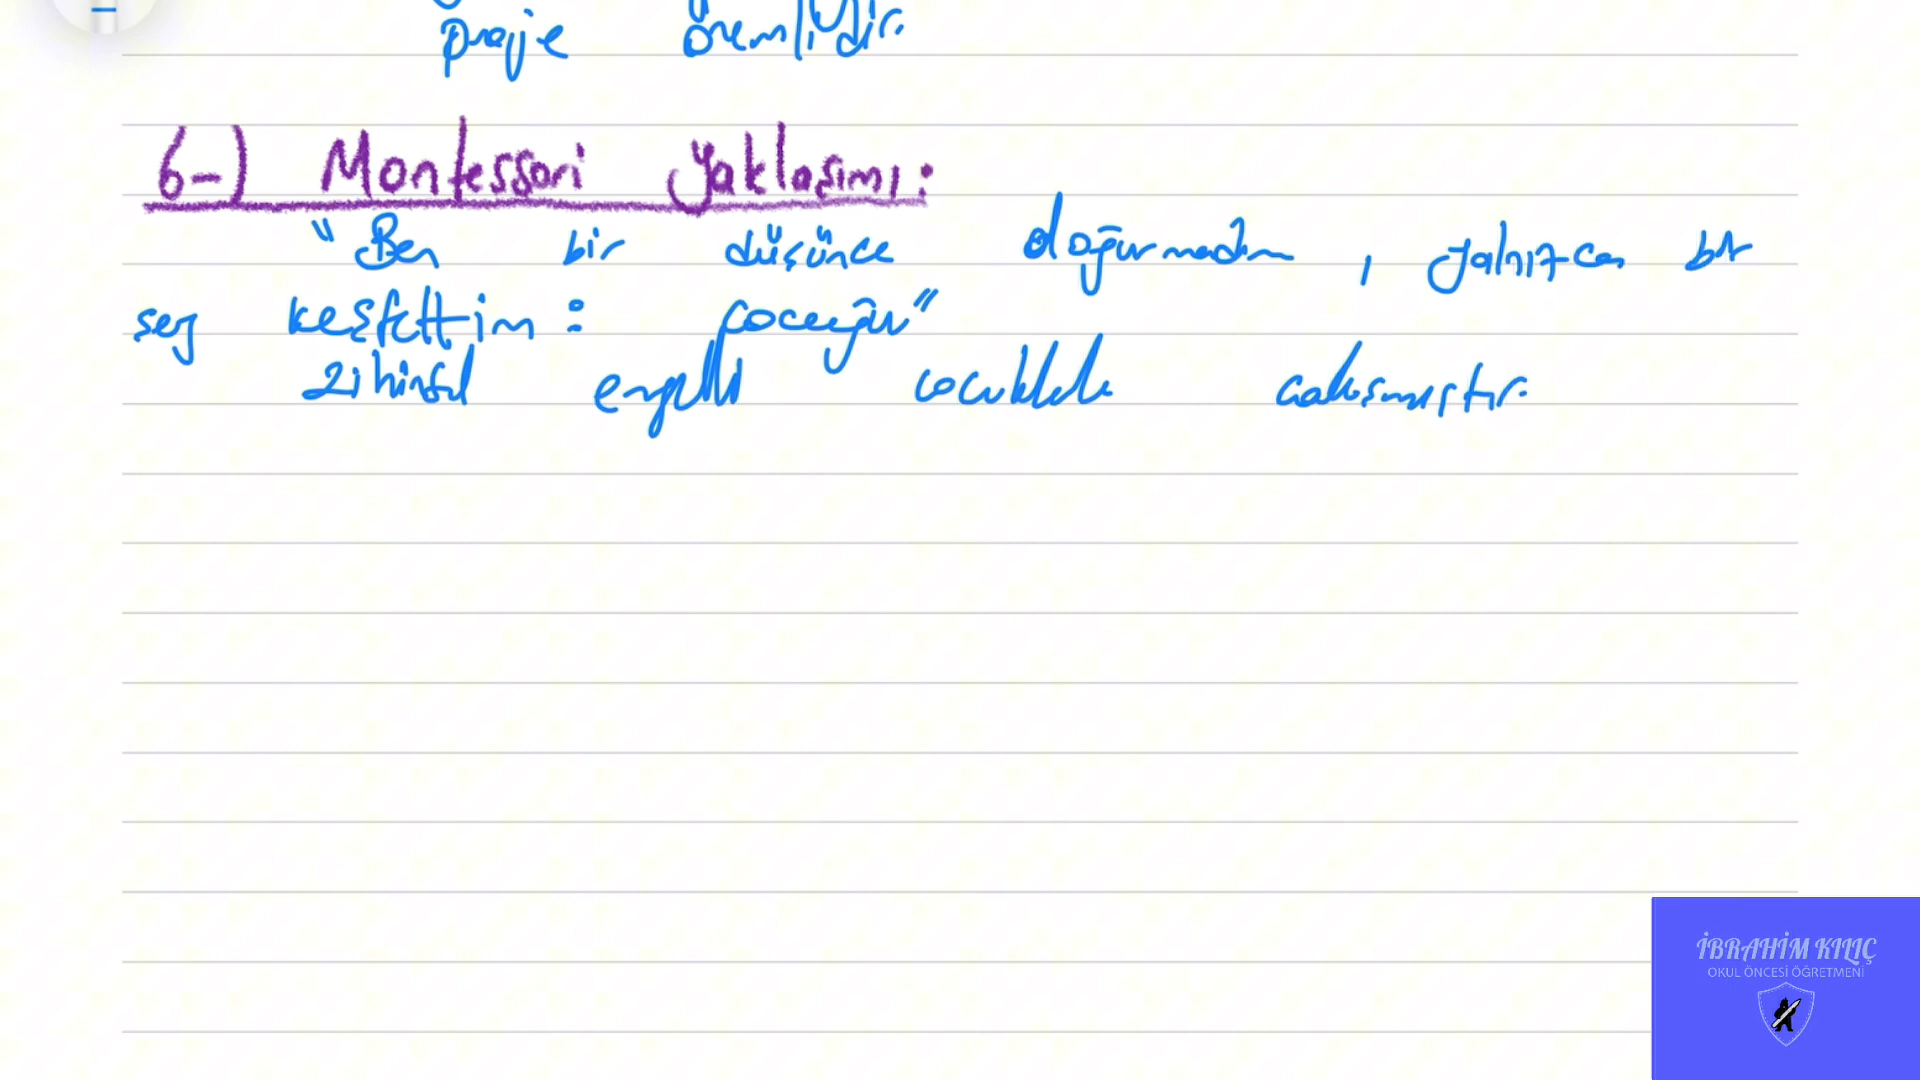 proje önemlidir.
6-) Montessori Yaklaşımı:
"Ben bir düşünce doğurmadım, yalnızca bir
şey keşfettim: çocuğu"
zihinsel engelli çocuklarla çalışmıştır.
İBRAHİM KILIÇ
OKUL ÖNCESİ ÖĞRETMENİ